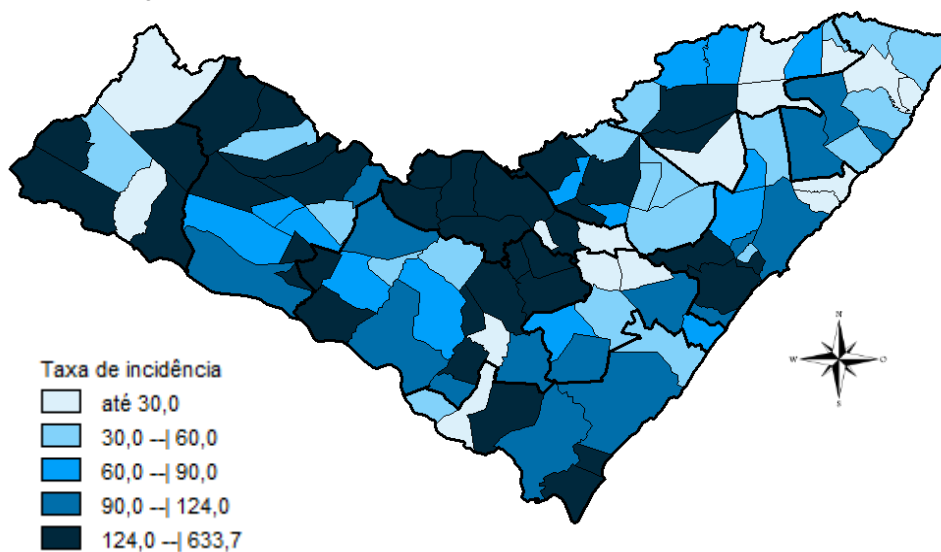 N
W
O
S
Taxa de incidência
até 30,0
30,0 --| 60,0
60,0 --| 90,0
90,0 --| 124,0
124,0 --| 633,7